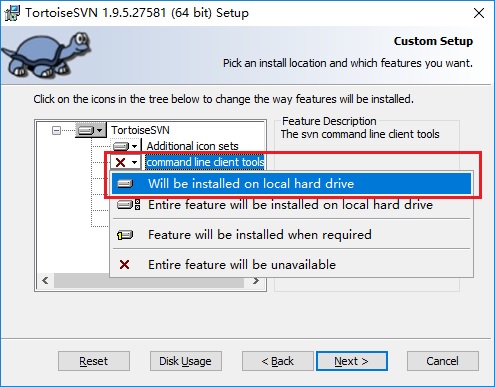 TortoiseSVN 1.9.5.27581 (64 bit) Setup
Custom Setup
Pick an install location and which features you want.
Click on the icons in the tree below to change the way features will be installed.
TortoiseSVN
Additional icon sets
command line client tools
Feature Description
The svn command line client tools
Will be installed on local hard drive
Entire feature will be installed on local hard drive
Feature will be installed when required
Entire feature will be unavailable
Reset
Disk Usage
< Back
Next >
Cancel